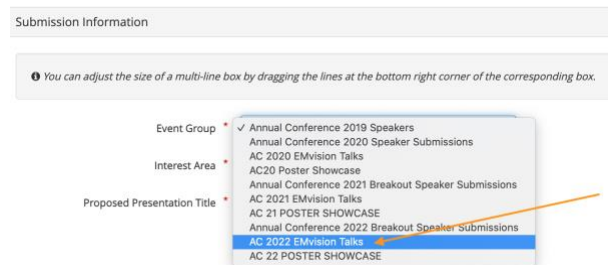 Submission Information
You can adjust the size of a multi-line box by dragging the lines at the bottom right corner of the corresponding box.
Event Group *
✓ Annual Conference 2019 Speakers
Annual Conference 2020 Speaker Submissions
AC 2020 EMvision Talks
Interest Area *
AC20 Poster Showcase
Annual Conference 2021 Breakout Speaker Submissions
Proposed Presentation Title *
AC 2021 EMvision Talks
AC 21 POSTER SHOWCASE
Annual Conference 2022 Breakout Speaker Submissions
AC 2022 EMvision Talks
AC 22 POSTER SHOWCASE